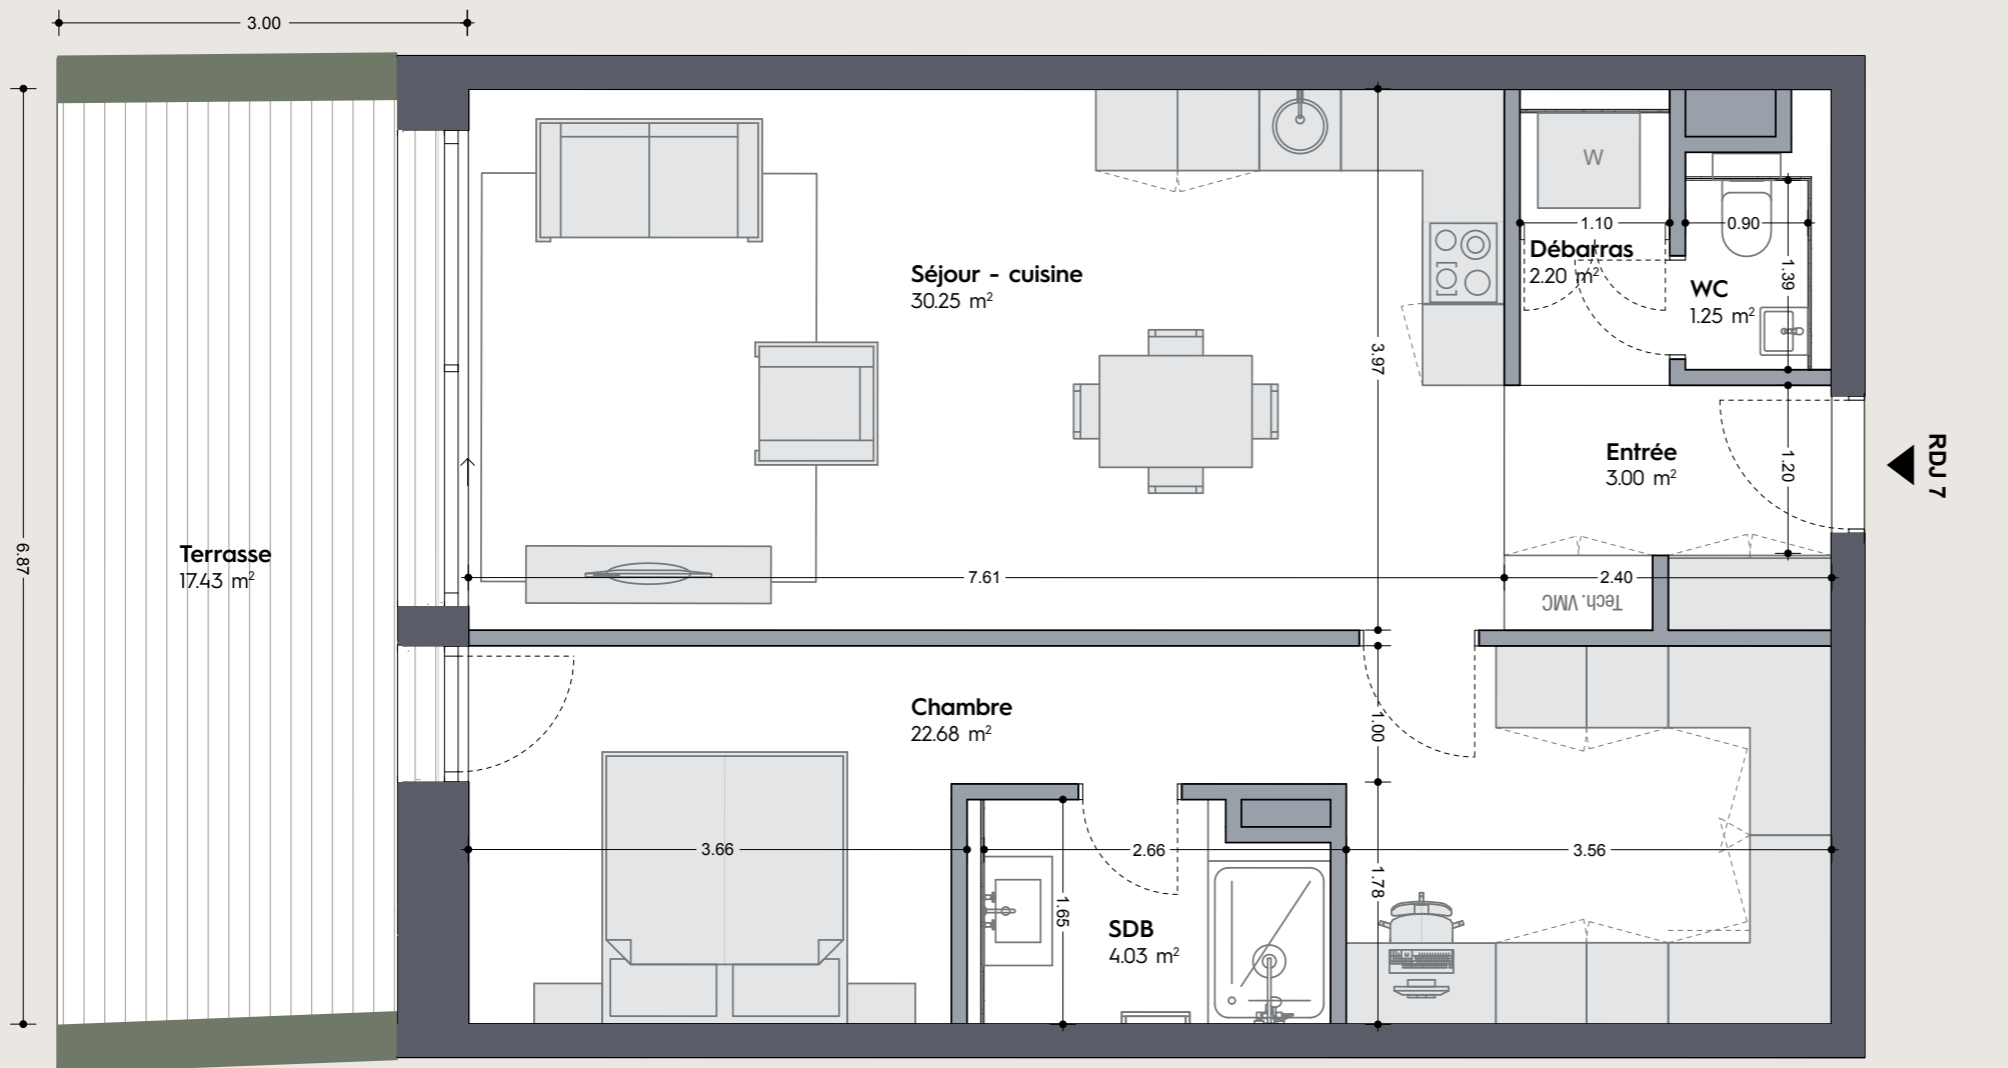 3.00
6.87
Terrasse
17.43 m²
Séjour - cuisine
30.25 m²
3.97
7.61
W
1.10
Débarras
2.20 m²
0.90
1.39
WC
1.25 m²
Entrée
3.00 m²
1.20
RDJ 7
2.40
Tech. VMC
Chambre
22.68 m²
1.00
3.66
2.66
1.65
SDB
4.03 m²
1.78
3.56